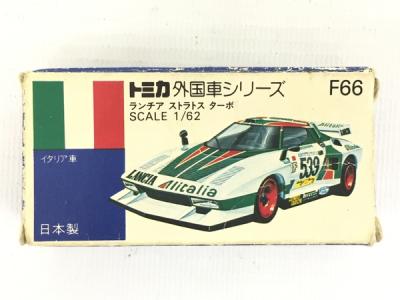 トミカ 外国車シリーズ F66
ランチア ストラトス ターボ
SCALE 1/62
イタリア車
日本製
539
LANCIA Alitalia